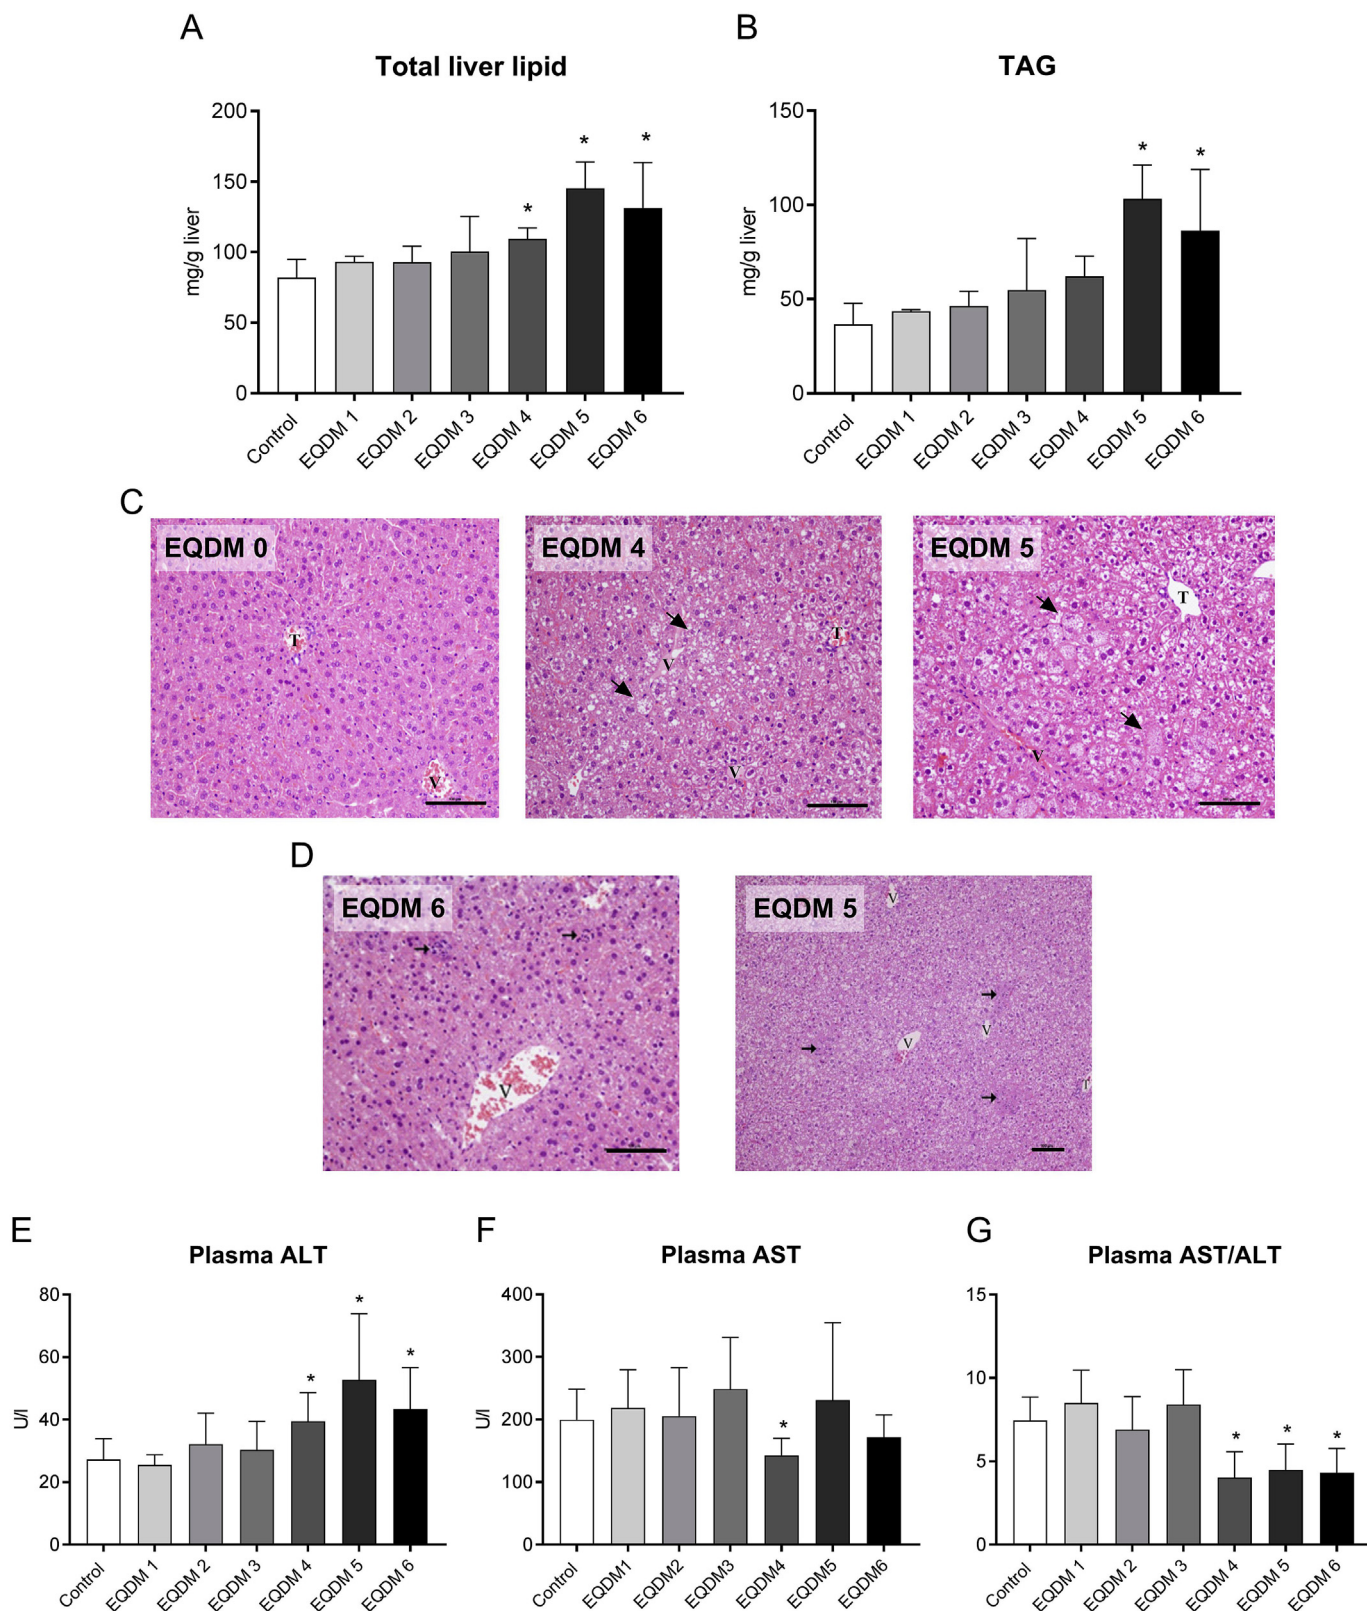 A
Total liver lipid
mg/g liver
200
150
100
50
0
*
*
*
Control
EQDM 1
EQDM 2
EQDM 3
EQDM 4
EQDM 5
EQDM 6
B
TAG
mg/g liver
150
100
50
0
*
*
Control
EQDM 1
EQDM 2
EQDM 3
EQDM 4
EQDM 5
EQDM 6
C
EQDM 0
T
V
EQDM 4
T
V
V
EQDM 5
T
V
D
EQDM 6
V
EQDM 5
V
V
V
T
E
Plasma ALT
U/l
80
60
40
20
0
*
*
*
Control
EQDM 1
EQDM 2
EQDM 3
EQDM 4
EQDM 5
EQDM 6
F
Plasma AST
U/l
400
300
200
100
0
*
Control
EQDM1
EQDM2
EQDM3
EQDM4
EQDM5
EQDM6
G
Plasma AST/ALT
15
10
5
0
*
*
*
Control
EQDM 1
EQDM 2
EQDM 3
EQDM 4
EQDM 5
EQDM 6